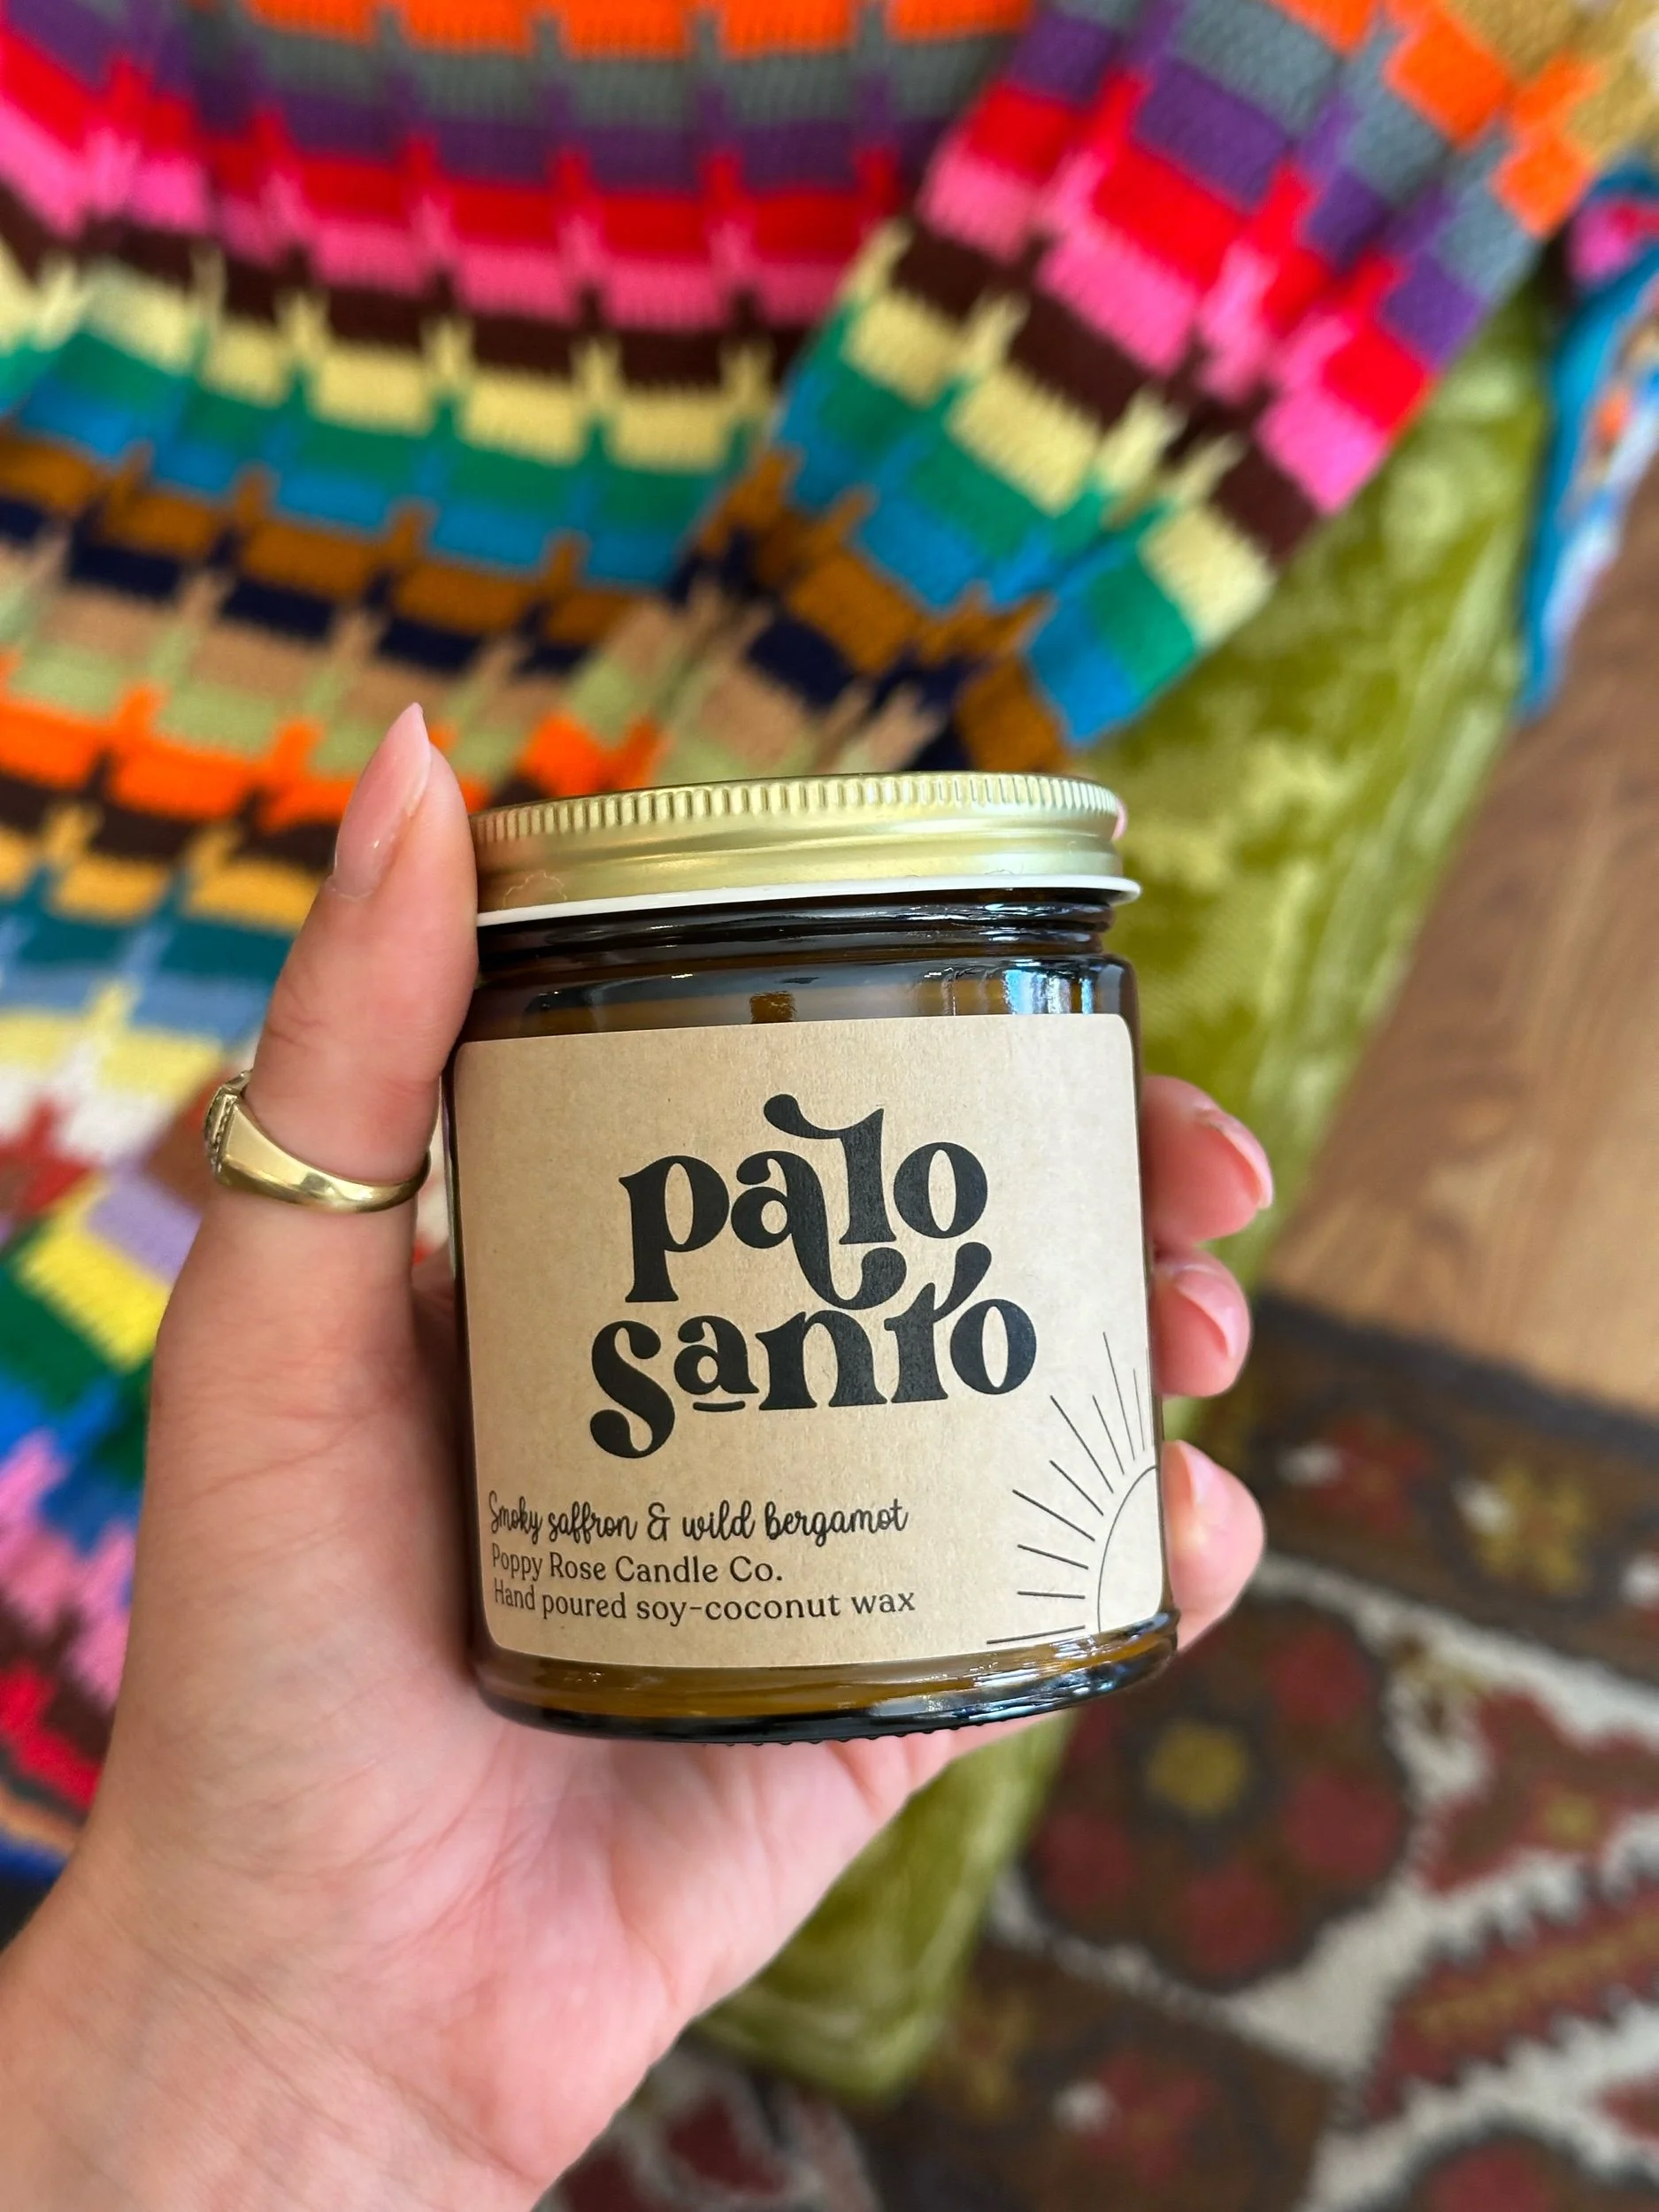 palo
santo
Smoky saffron & wild bergamot
Poppy Rose Candle Co.
Hand poured soy-coconut wax